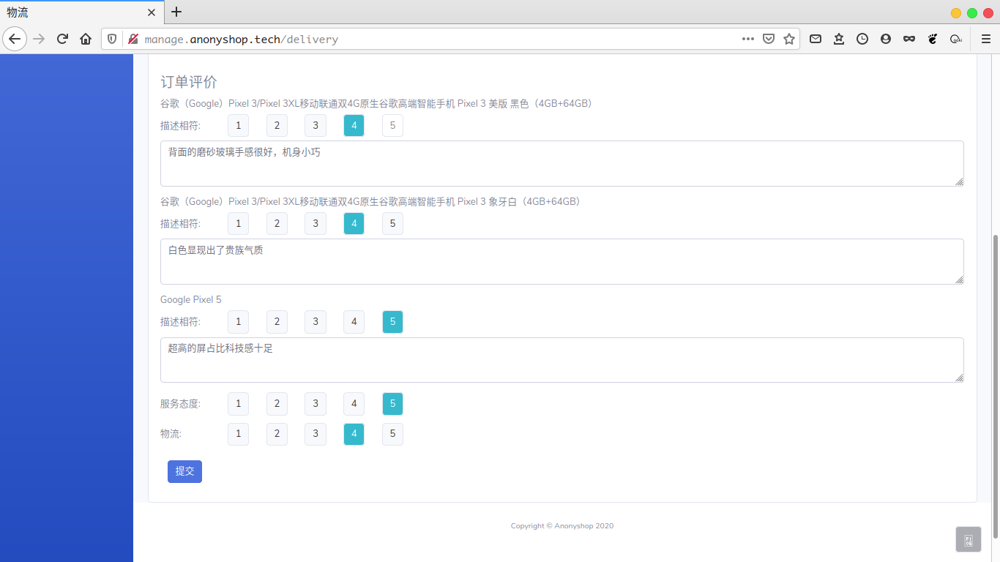 物流
manage.anonyshop.tech/delivery
订单评价
谷歌（Google）Pixel 3/Pixel 3XL移动联通双4G原生谷歌高端智能手机 Pixel 3 美版 黑色（4GB+64GB）
描述相符: 1 2 3 4 5
背面的磨砂玻璃手感很好，机身小巧
谷歌（Google）Pixel 3/Pixel 3XL移动联通双4G原生谷歌高端智能手机 Pixel 3 象牙白（4GB+64GB）
描述相符: 1 2 3 4 5
白色显现出了贵族气质
Google Pixel 5
描述相符: 1 2 3 4 5
超高的屏占比科技感十足
服务态度: 1 2 3 4 5
物流: 1 2 3 4 5
提交
Copyright © Anonyshop 2020